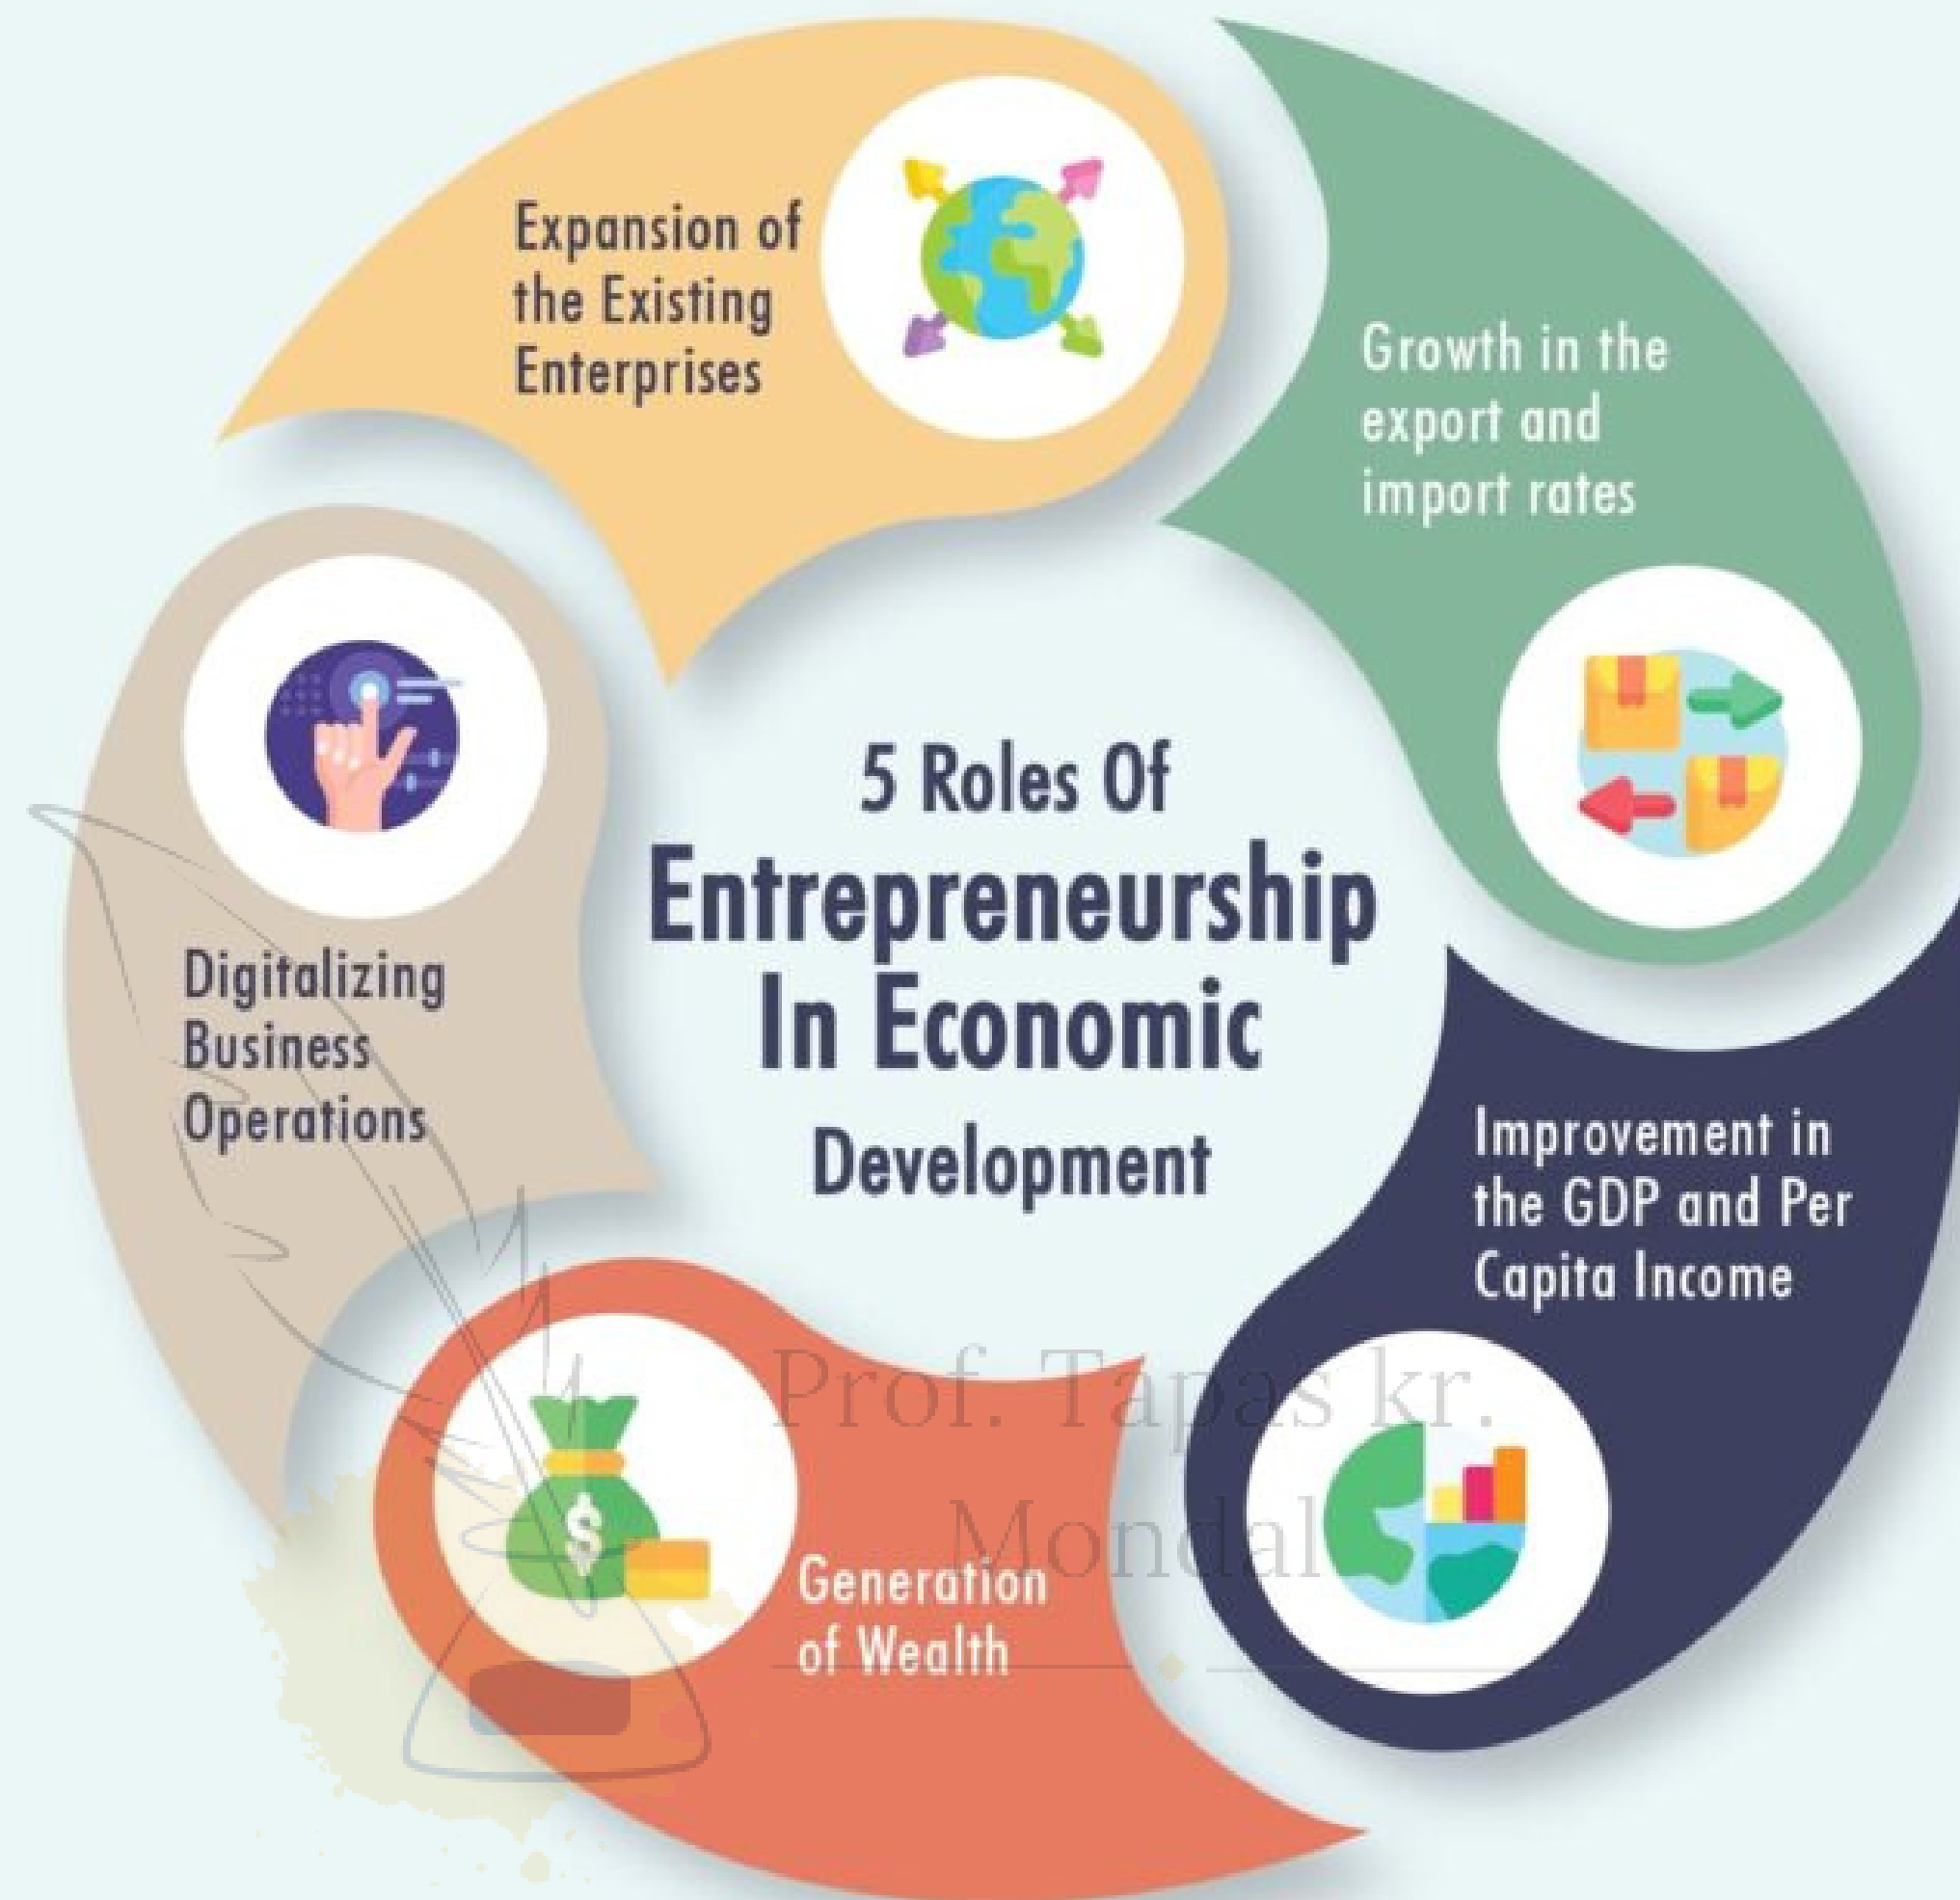 5 Roles Of
Entrepreneurship
In Economic
Development
Expansion of
the Existing
Enterprises
Growth in the
export and
import rates
Improvement in
the GDP and Per
Capita Income
Generation
of Wealth
Digitalizing
Business
Operations
$
Prof. Tapas kr.
Mondal